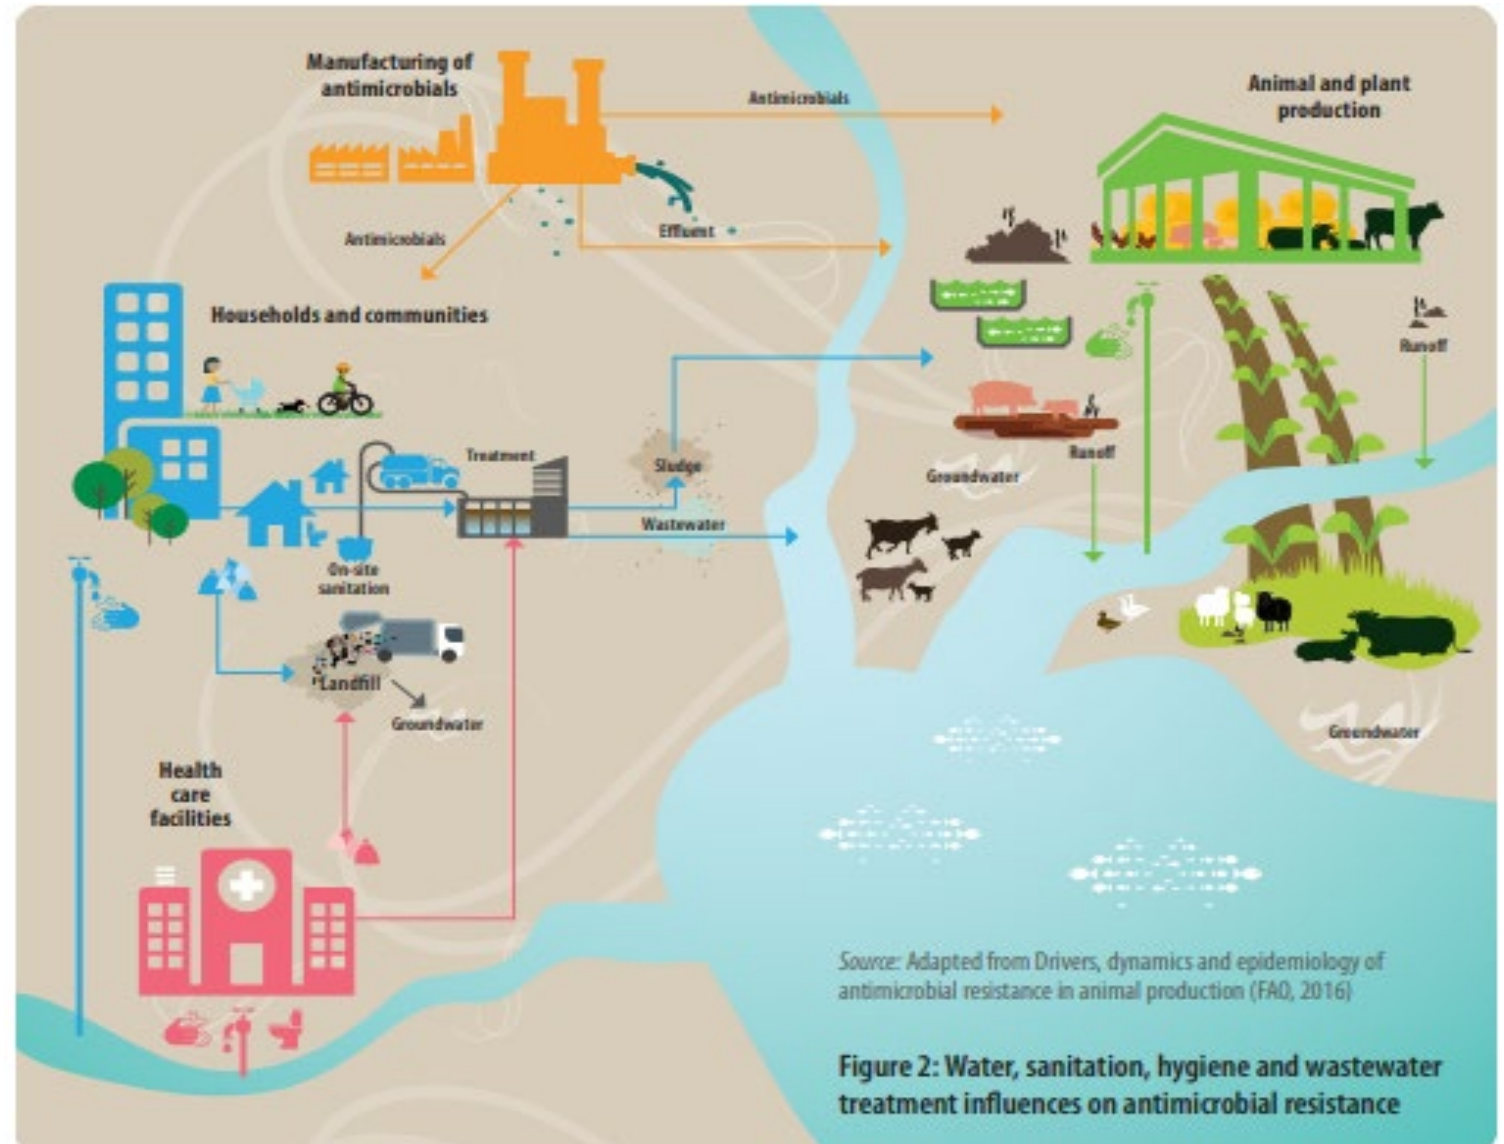 Manufacturing of
antimicrobials
Antimicrobials
Animal and plant
production
Antimicrobials
Effluent
Households and communities
Runoff
Treatment
Sludge
Runoff
Groundwater
Wastewater
On-site
sanitation
Landfill
Groundwater
Groundwater
Health
care
facilities
Source: Adapted from Drivers, dynamics and epidemiology of
antimicrobial resistance in animal production (FAO, 2016)
Figure 2: Water, sanitation, hygiene and wastewater
treatment influences on antimicrobial resistance